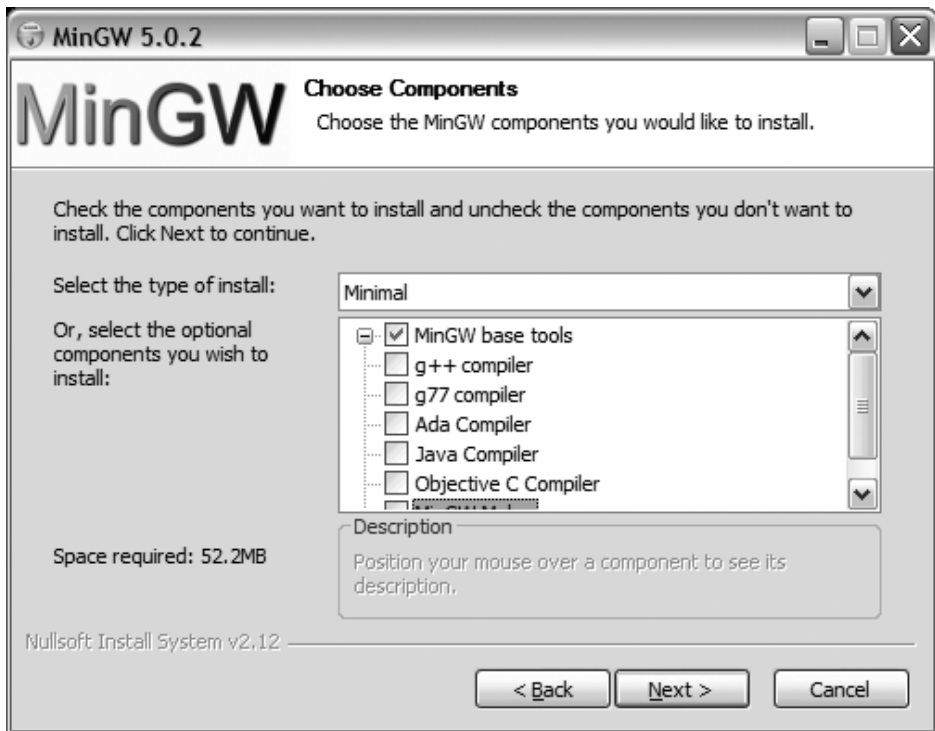 MinGW 5.0.2
MinGW
Choose Components
Choose the MinGW components you would like to install.
Check the components you want to install and uncheck the components you don't want to
install. Click Next to continue.
Select the type of install:
Minimal
Or, select the optional
components you wish to
install:
MinGW base tools
g++ compiler
g77 compiler
Ada Compiler
Java Compiler
Objective C Compiler
Space required: 52.2MB
Description
Position your mouse over a component to see its
description.
Nullsoft Install System v2.12
< Back
Next >
Cancel